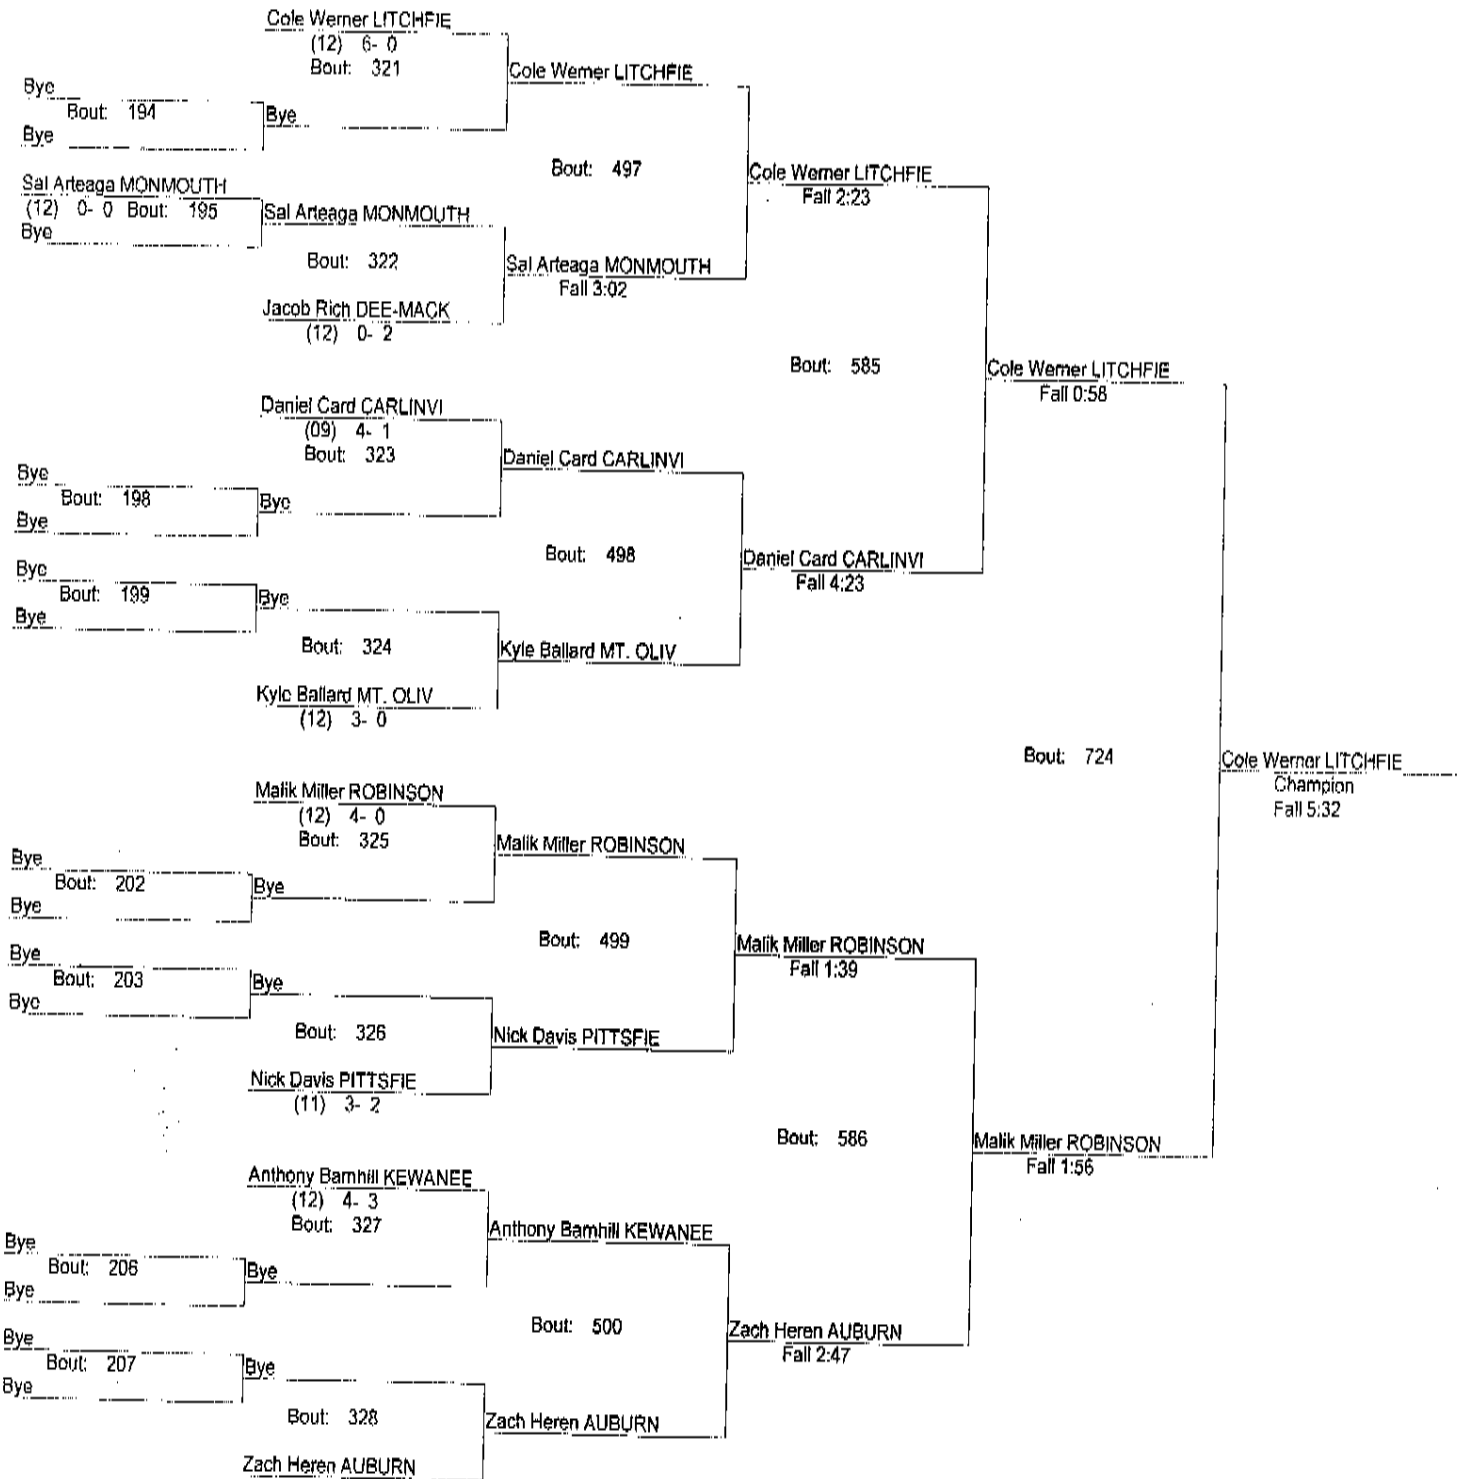 Cole Werner LITCHFIE
(12) 6- 0
Bout: 321
Cole Werner LITCHFIE
Bye
Bout: 194
Bye
Bye
Bout: 497
Cole Werner LITCHFIE
Fall 2:23
Sal Arteaga MONMOUTH
(12) 0- 0 Bout: 195
Sal Arteaga MONMOUTH
Bye
Bout: 322
Sal Arteaga MONMOUTH
Fall 3:02
Jacob Rich DEE-MACK
(12) 0- 2
Bout: 585
Cole Werner LITCHFIE
Fall 0:58
Daniel Card CARLINVI
(09) 4- 1
Bout: 323
Daniel Card CARLINVI
Bye
Bout: 198
Bye
Bye
Bout: 498
Daniel Card CARLINVI
Fall 4:23
Bye
Bout: 199
Bye
Bye
Bout: 324
Kyle Ballard MT. OLIV
Kyle Ballard MT. OLIV
(12) 3- 0
Bout: 724
Cole Werner LITCHFIE
Champion
Fall 5:32
Malik Miller ROBINSON
(12) 4- 0
Bout: 325
Malik Miller ROBINSON
Bye
Bout: 202
Bye
Bye
Bout: 499
Malik Miller ROBINSON
Fall 1:39
Bye
Bout: 203
Bye
Bye
Bout: 326
Nick Davis PITTSFIE
Nick Davis PITTSFIE
(11) 3- 2
Bout: 586
Malik Miller ROBINSON
Fall 1:56
Anthony Barnhill KEWANEE
(12) 4- 3
Bout: 327
Anthony Barnhill KEWANEE
Bye
Bout: 206
Bye
Bye
Bout: 500
Zach Heren AUBURN
Fall 2:47
Bye
Bout: 207
Bye
Bye
Bout: 328
Zach Heren AUBURN
Zach Heren AUBURN